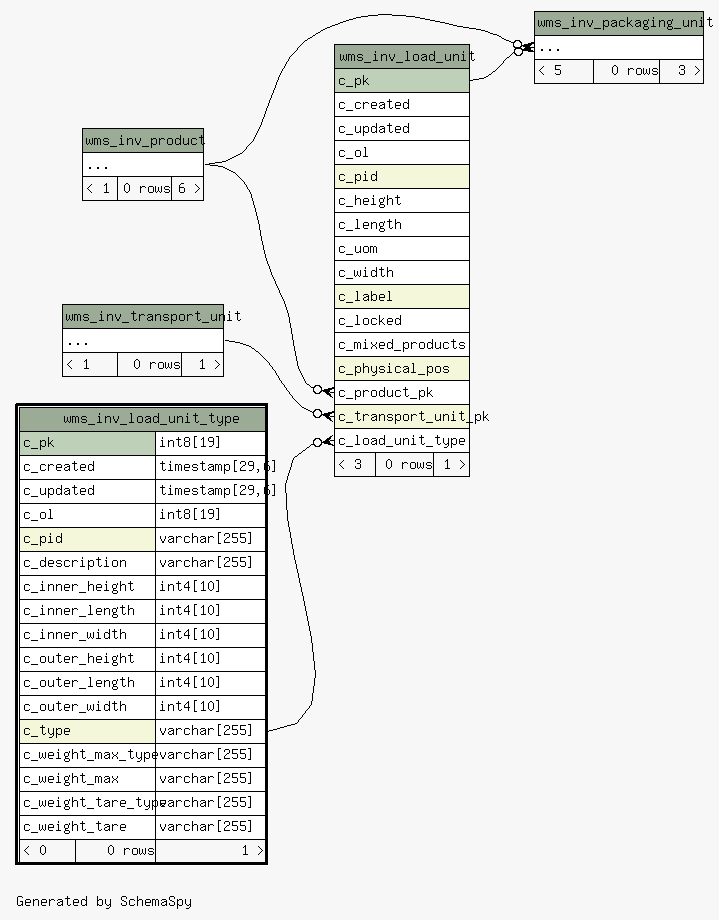 wms_inv_packaging_unit
...
< 5 0 rows 3 >
wms_inv_load_unit
c_pk
c_created
c_updated
c_ol
c_pid
c_height
c_length
c_uom
c_width
c_label
c_locked
c_mixed_products
c_physical_pos
c_product_pk
c_transport_unit_pk
c_load_unit_type
< 3 0 rows 1 >
wms_inv_product
...
< 1 0 rows 6 >
wms_inv_transport_unit
...
< 1 0 rows 1 >
wms_inv_load_unit_type
c_pk int8[19]
c_created timestamp[29,6]
c_updated timestamp[29,6]
c_ol int8[19]
c_pid varchar[255]
c_description varchar[255]
c_inner_height int4[10]
c_inner_length int4[10]
c_inner_width int4[10]
c_outer_height int4[10]
c_outer_length int4[10]
c_outer_width int4[10]
c_type varchar[255]
c_weight_max_type varchar[255]
c_weight_max varchar[255]
c_weight_tare_type varchar[255]
c_weight_tare varchar[255]
< 0 0 rows 1 >
Generated by SchemaSpy